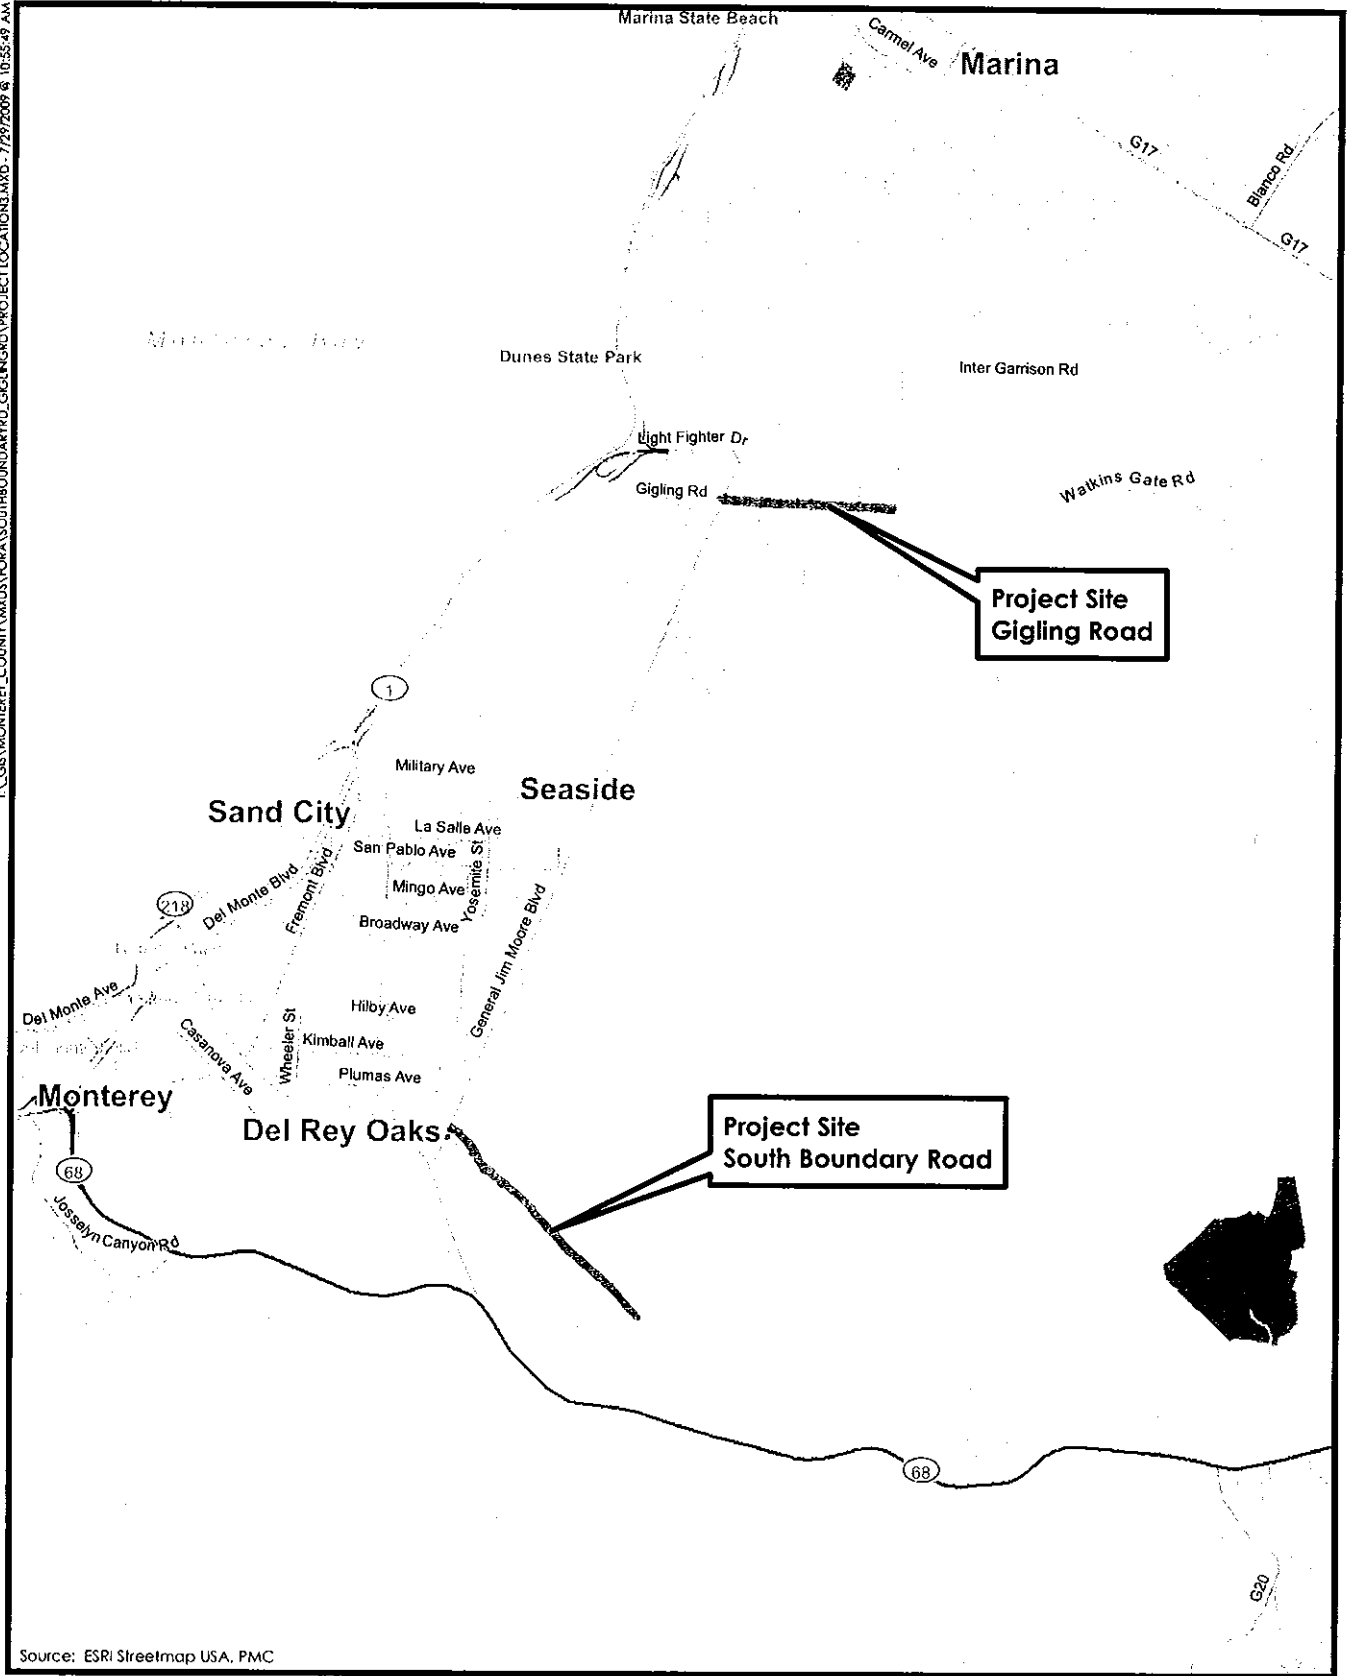 Marina State Beach
Carmel Ave
Marina
G17
Blanco Rd
G17
Monterey Bay
Dunes State Park
Inter Garrison Rd
Light Fighter Dr
Gigling Rd
Watkins Gate Rd
Project Site
Gigling Road
1
Military Ave
Seaside
Sand City
La Salle Ave
San Pablo Ave
Yosemite St
Mingo Ave
Fremont Blvd
Del Monte Blvd
218
Broadway Ave
General Jim Moore Blvd
Del Monte Ave
Hilby Ave
Wheeler St
Kimball Ave
Casanova Ave
Plumas Ave
Monterey
Del Rey Oaks
Project Site
South Boundary Road
68
Josselyn Canyon Rd
68
G20
Source: ESRI Streetmap USA, PMC